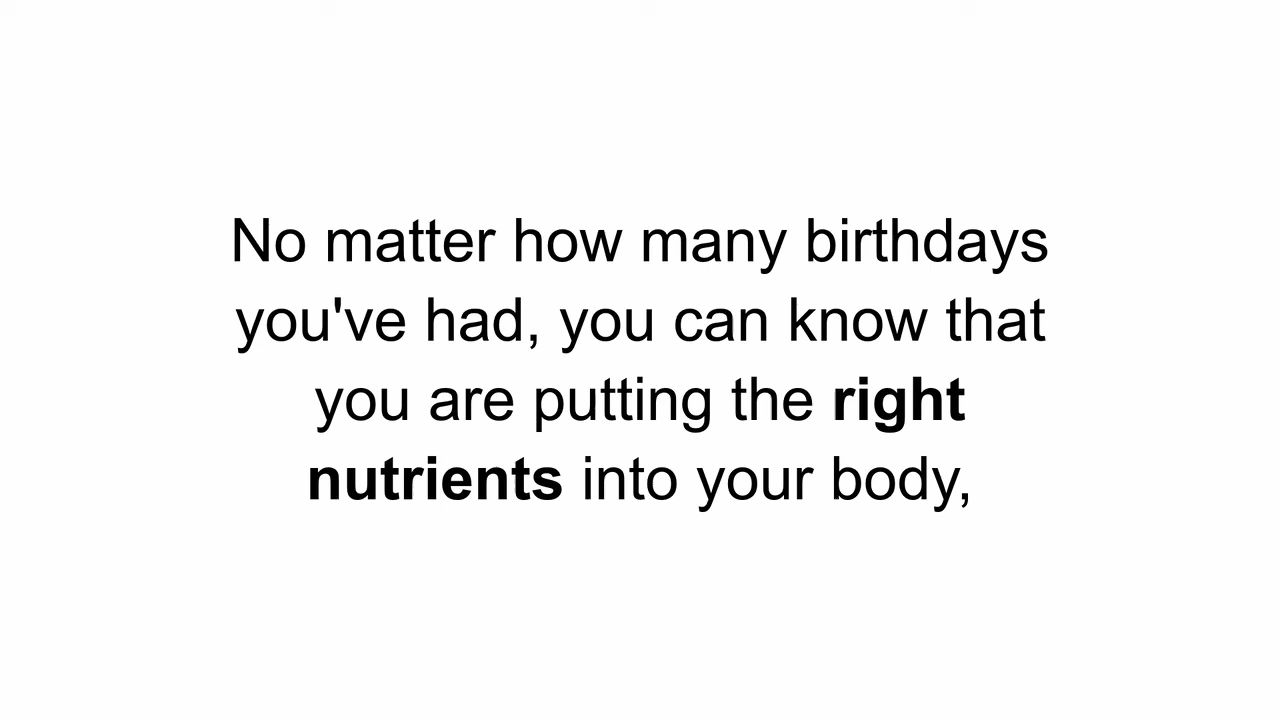 No matter how many birthdays
you've had, you can know that
you are putting the right
nutrients into your body,